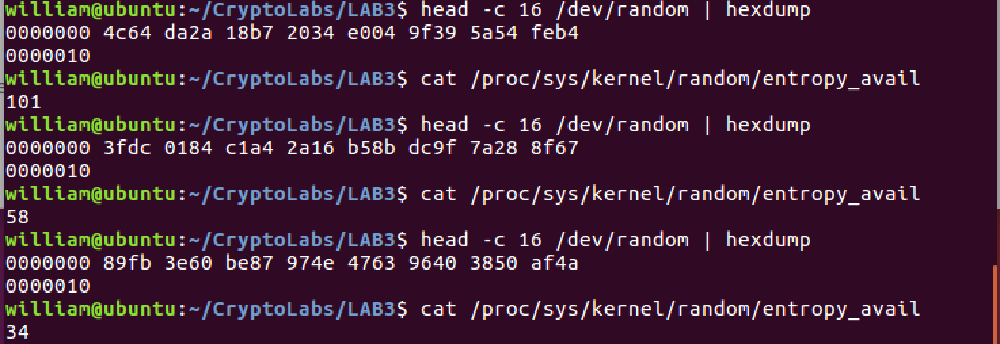 william@ubuntu:~/CryptoLabs/LAB3$ head -c 16 /dev/random | hexdump
0000000 4c64 da2a 18b7 2034 e004 9f39 5a54 feb4
0000010
william@ubuntu:~/CryptoLabs/LAB3$ cat /proc/sys/kernel/random/entropy_avail
101
william@ubuntu:~/CryptoLabs/LAB3$ head -c 16 /dev/random | hexdump
0000000 3fdc 0184 c1a4 2a16 b58b dc9f 7a28 8f67
0000010
william@ubuntu:~/CryptoLabs/LAB3$ cat /proc/sys/kernel/random/entropy_avail
58
william@ubuntu:~/CryptoLabs/LAB3$ head -c 16 /dev/random | hexdump
0000000 89fb 3e60 be87 974e 4763 9640 3850 af4a
0000010
william@ubuntu:~/CryptoLabs/LAB3$ cat /proc/sys/kernel/random/entropy_avail
34